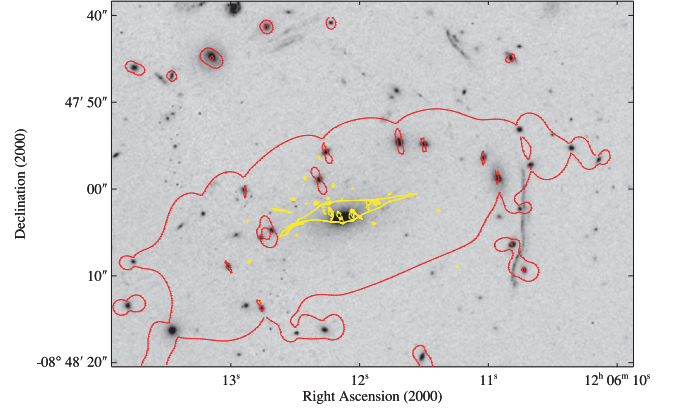 40″
47′ 50″
00″
10″
-08° 48′ 20″
Declination (2000)
13ˢ 12ˢ 11ˢ 12ʰ 06ᵐ 10ˢ
Right Ascension (2000)